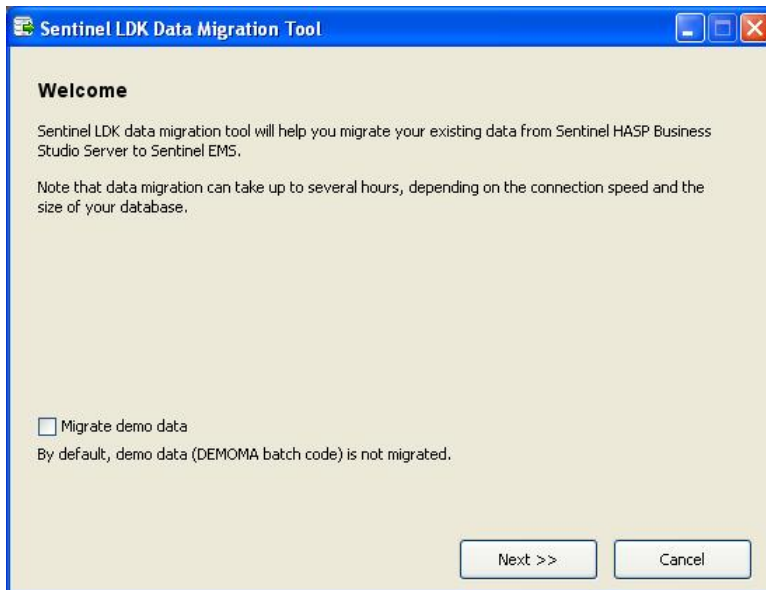 Sentinel LDK Data Migration Tool
Welcome
Sentinel LDK data migration tool will help you migrate your existing data from Sentinel HASP Business
Studio Server to Sentinel EMS.
Note that data migration can take up to several hours, depending on the connection speed and the
size of your database.
Migrate demo data
By default, demo data (DEMOMA batch code) is not migrated.
Next >> Cancel